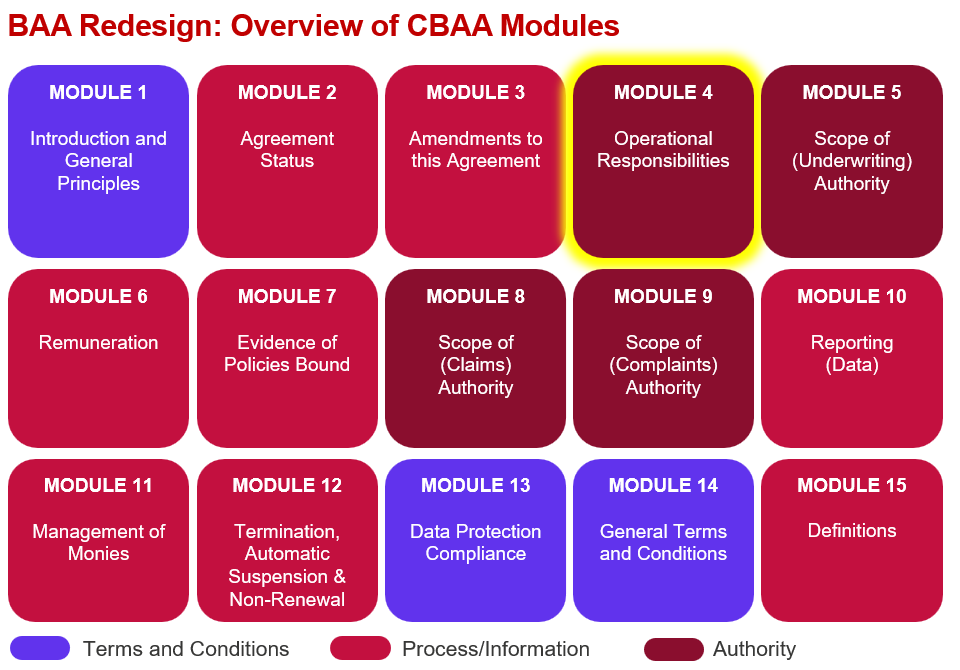 BAA Redesign: Overview of CBAA Modules
MODULE 1
Introduction and
General
Principles
MODULE 2
Agreement
Status
MODULE 3
Amendments to
this Agreement
MODULE 4
Operational
Responsibilities
MODULE 5
Scope of
(Underwriting)
Authority
MODULE 6
Remuneration
MODULE 7
Evidence of
Policies Bound
MODULE 8
Scope of
(Claims)
Authority
MODULE 9
Scope of
(Complaints)
Authority
MODULE 10
Reporting
(Data)
MODULE 11
Management of
Monies
MODULE 12
Termination,
Automatic
Suspension &
Non-Renewal
MODULE 13
Data Protection
Compliance
MODULE 14
General Terms
and Conditions
MODULE 15
Definitions
Terms and Conditions
Process/Information
Authority